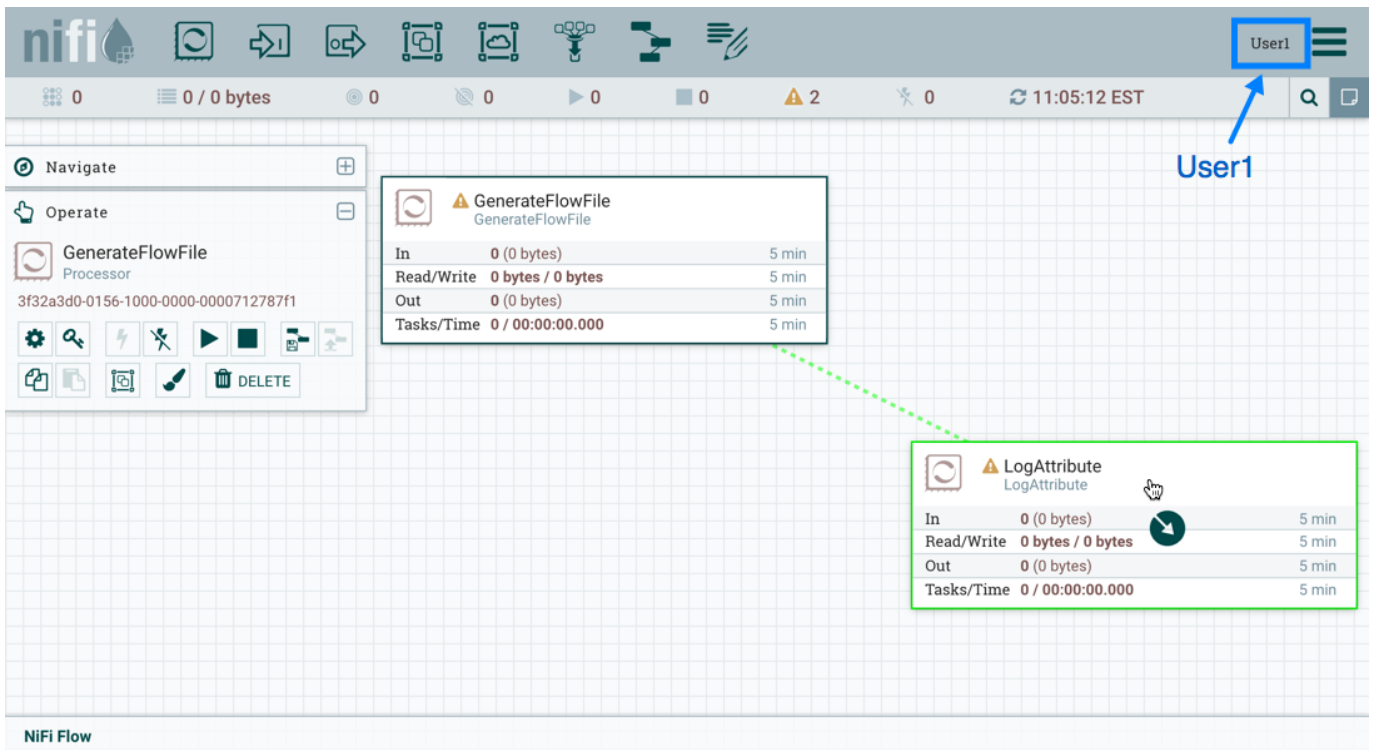 nifi
User1
0
0 / 0 bytes
0
0
0
0
2
0
11:05:12 EST
User1
Navigate
Operate
GenerateFlowFile
Processor
3f32a3d0-0156-1000-0000-0000712787f1
DELETE
GenerateFlowFile
GenerateFlowFile
In 0 (0 bytes) 5 min
Read/Write 0 bytes / 0 bytes 5 min
Out 0 (0 bytes) 5 min
Tasks/Time 0 / 00:00:00.000 5 min
LogAttribute
LogAttribute
In 0 (0 bytes) 5 min
Read/Write 0 bytes / 0 bytes 5 min
Out 0 (0 bytes) 5 min
Tasks/Time 0 / 00:00:00.000 5 min
NiFi Flow